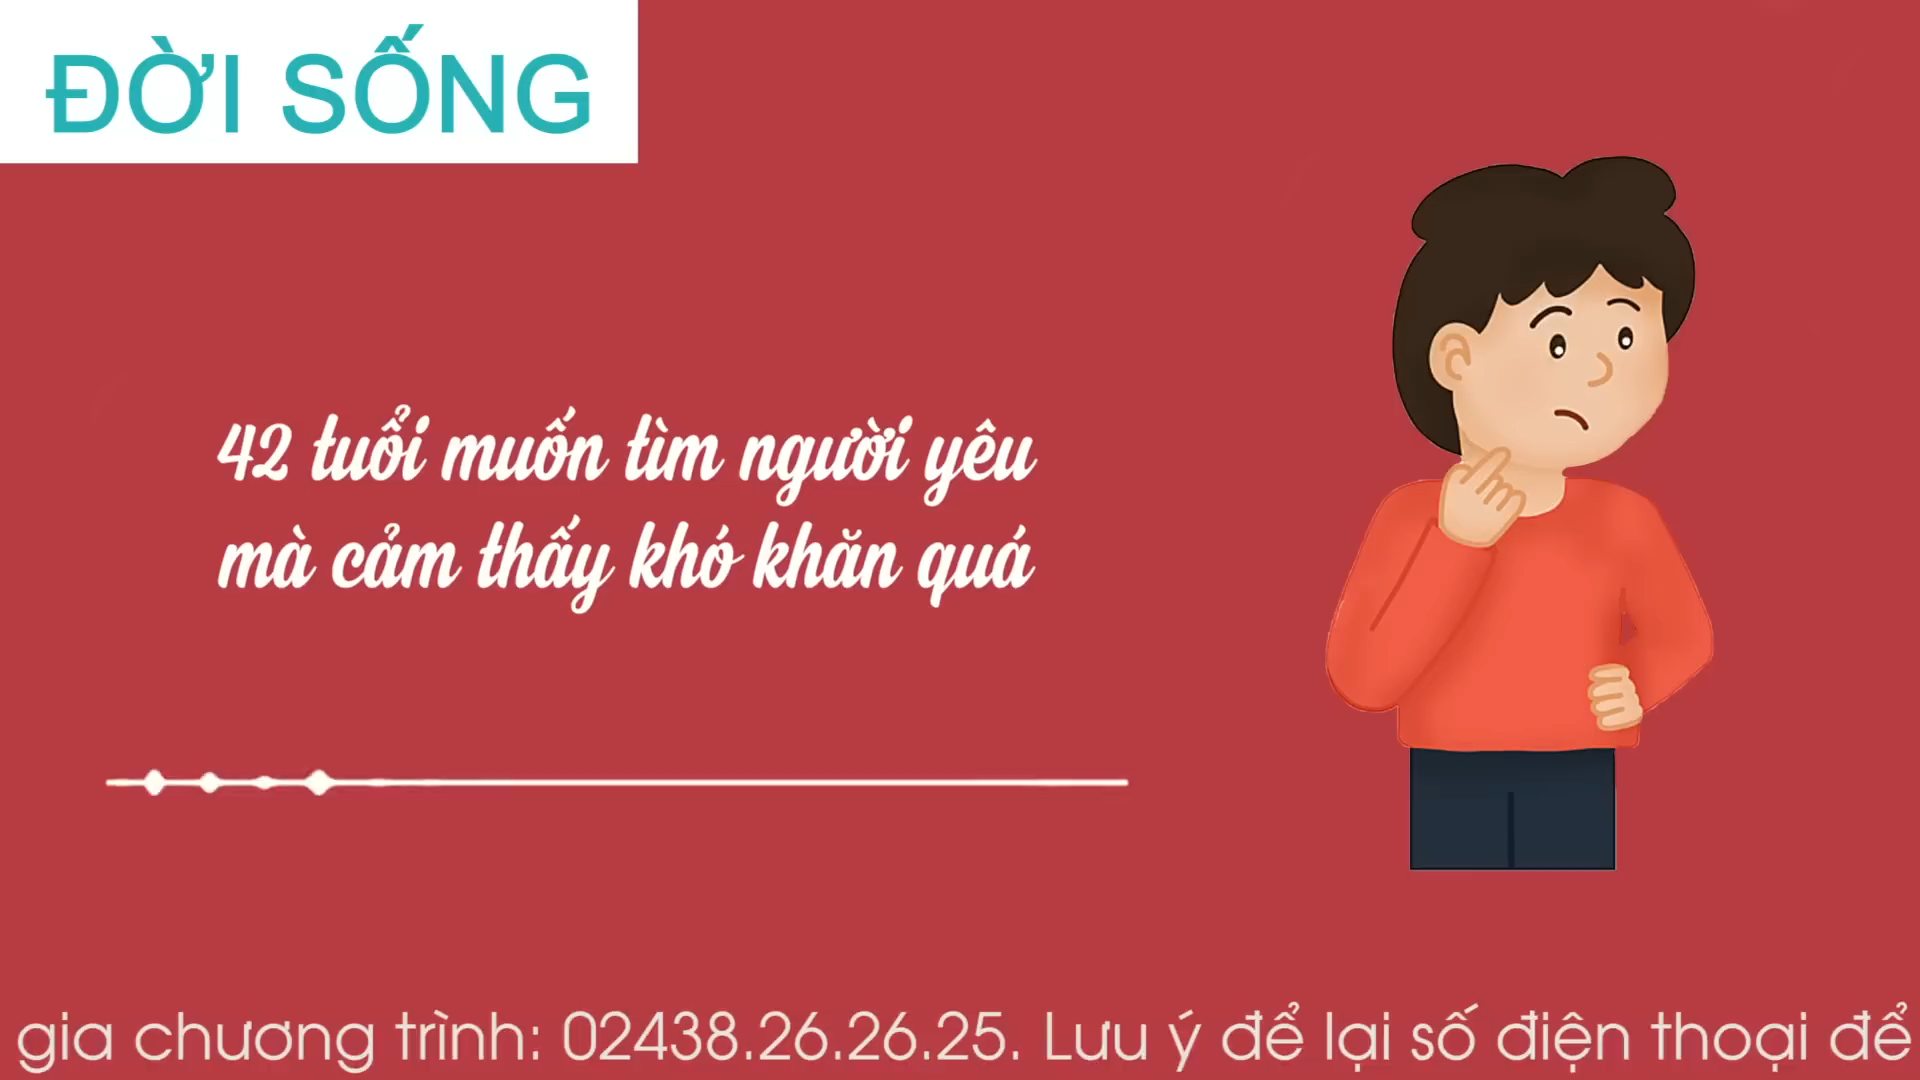 ĐỜI SỐNG
42 tuổi muốn tìm người yêu
mà cảm thấy khó khăn quá
gia chương trình: 02438.26.26.25. Lưu ý để lại số điện thoại để